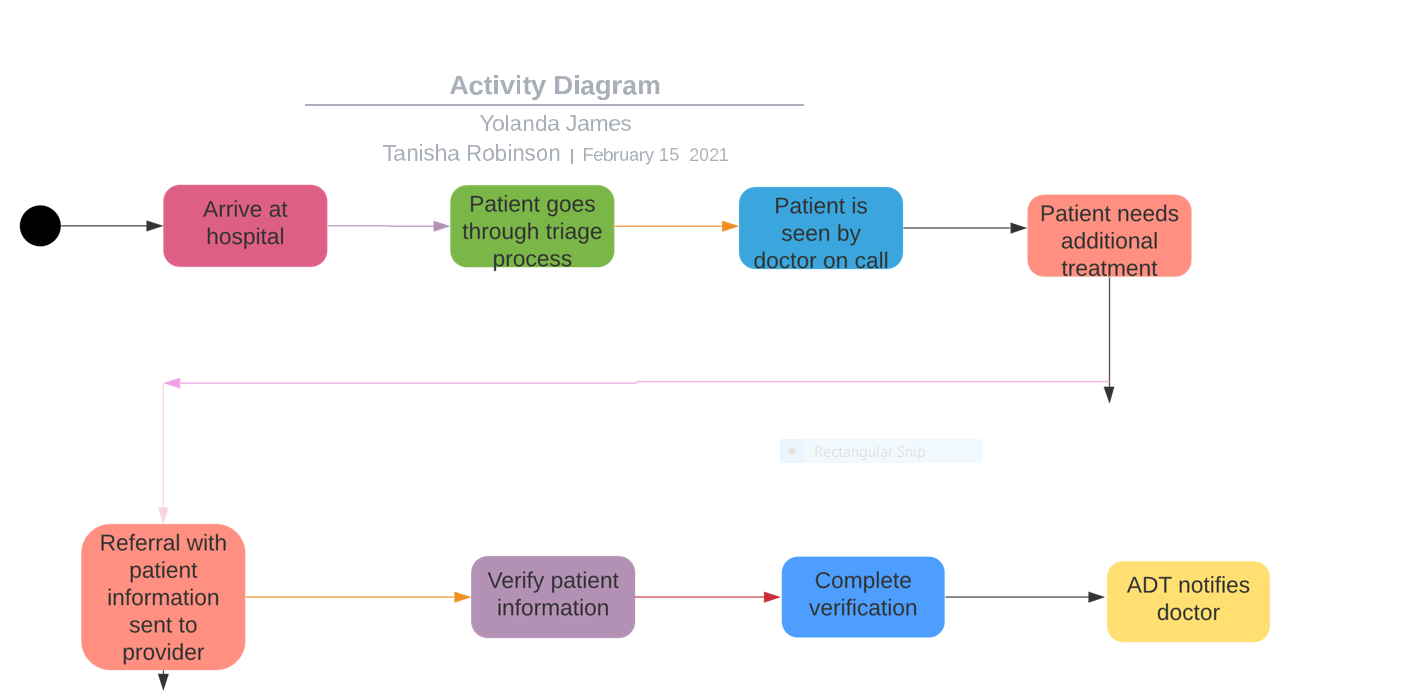 Activity Diagram
Yolanda James
Tanisha Robinson | February 15 2021
Arrive at
hospital
Patient goes
through triage
process
Patient is
seen by
doctor on call
Patient needs
additional
treatment
Rectangular Snip
Referral with
patient
information
sent to
provider
Verify patient
information
Complete
verification
ADT notifies
doctor